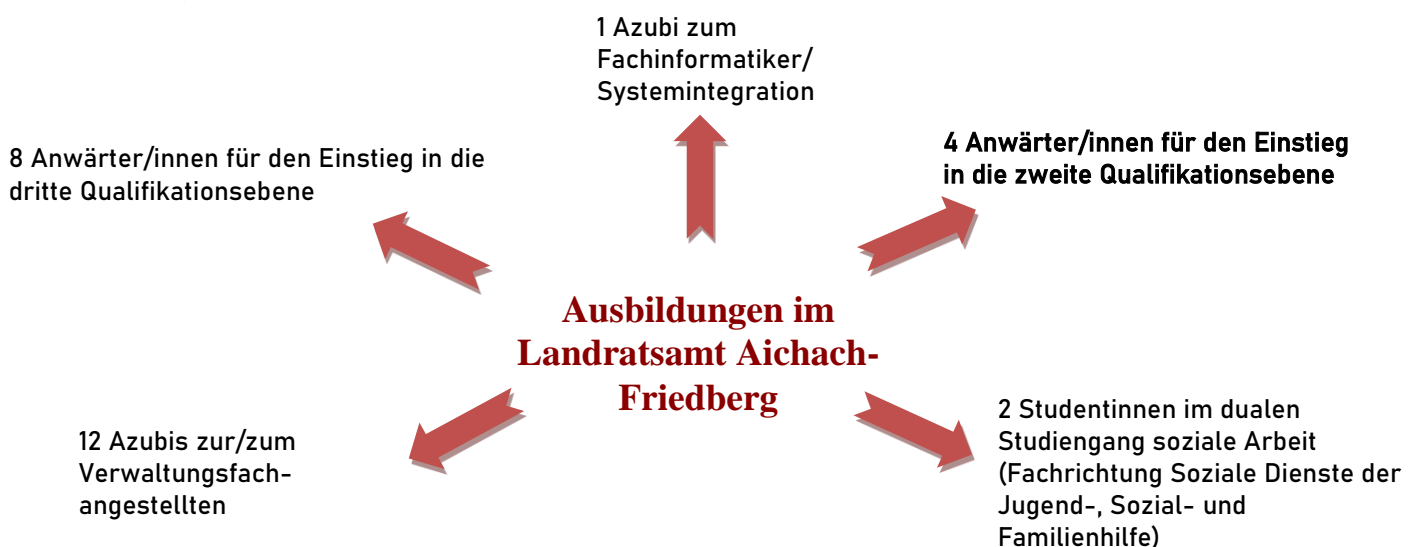 1 Azubi zum
Fachinformatiker/
Systemintegration
8 Anwärter/innen für den Einstieg in die
dritte Qualifikationsebene
4 Anwärter/innen für den Einstieg
in die zweite Qualifikationsebene
Ausbildungen im
Landratsamt Aichach-
Friedberg
12 Azubis zur/zum
Verwaltungsfach-
angestellten
2 Studentinnen im dualen
Studiengang soziale Arbeit
(Fachrichtung Soziale Dienste der
Jugend-, Sozial- und
Familienhilfe)